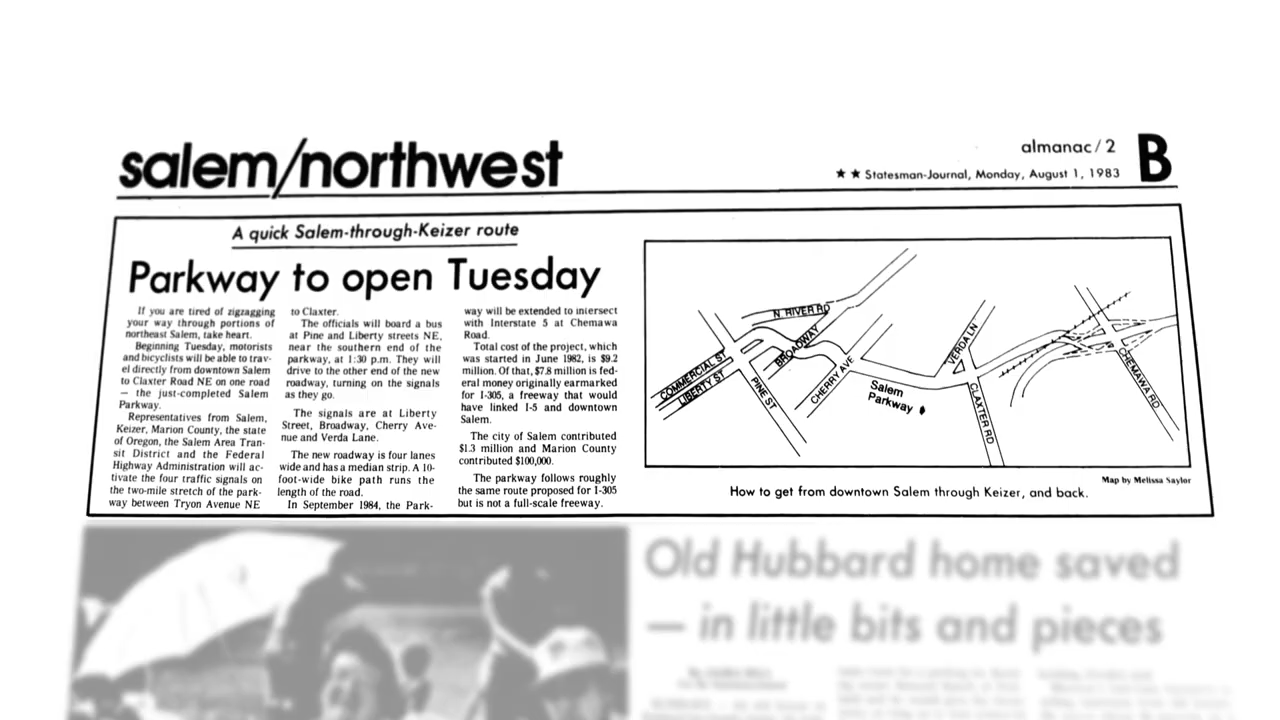 salem/northwest
almanac/2 B
★ ★ Statesman-Journal, Monday, August 1, 1983
A quick Salem-through-Keizer route
Parkway to open Tuesday
If you are tired of zigzagging
your way through portions of
northeast Salem, take heart.
Beginning Tuesday, motorists
and bicyclists will be able to trav-
el directly from downtown Salem
to Claxter Road NE on one road
— the just-completed Salem
Parkway.
Representatives from Salem,
Keizer, Marion County, the state
of Oregon, the Salem Area Tran-
sit District and the Federal
Highway Administration will ac-
tivate the four traffic signals on
the two-mile stretch of the park-
way between Tryon Avenue NE
to Claxter.
The officials will board a bus
at Pine and Liberty streets NE,
near the southern end of the
parkway, at 1:30 p.m. They will
drive to the other end of the new
roadway, turning on the signals
as they go.
The signals are at Liberty
Street, Broadway, Cherry Ave-
nue and Verda Lane.
The new roadway is four lanes
wide and has a median strip. A 10-
foot-wide bike path runs the
length of the road.
In September 1984, the Park-
way will be extended to intersect
with Interstate 5 at Chemawa
Road.
Total cost of the project, which
was started in June 1982, is $9.2
million. Of that, $7.8 million is fed-
eral money originally earmarked
for I-305, a freeway that would
have linked I-5 and downtown
Salem.
The city of Salem contributed
$1.3 million and Marion County
contributed $100,000.
The parkway follows roughly
the same route proposed for I-305
but is not a full-scale freeway.
N. RIVER RD
BROADWAY
COMMERCIAL ST
LIBERTY ST
PINE ST
CHERRY AVE
Salem
Parkway
VERDA LN
CLAXTER RD
CHEMAWA RD
Map by Melissa Saylor
How to get from downtown Salem through Keizer, and back.
Old Hubbard home saved
— in little bits and pieces